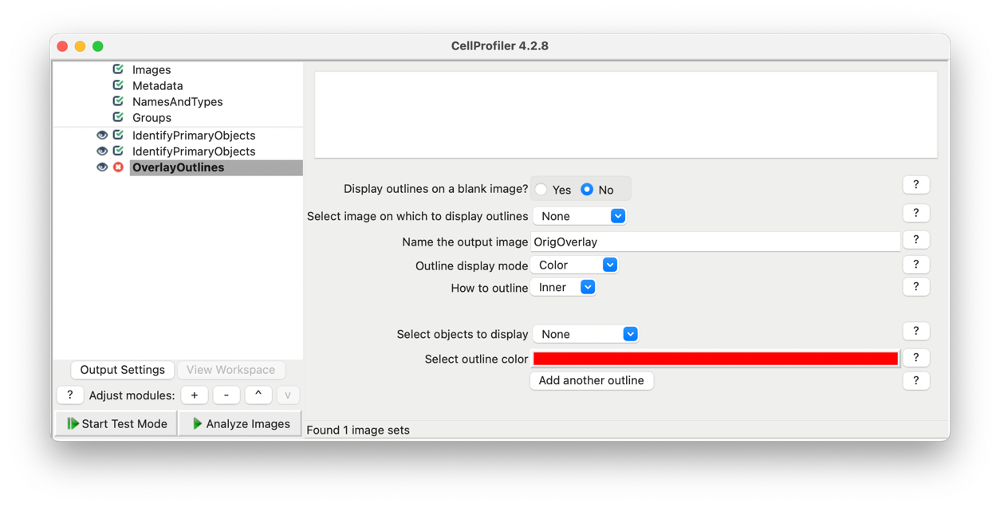 CellProfiler 4.2.8
Images
Metadata
NamesAndTypes
Groups
IdentifyPrimaryObjects
IdentifyPrimaryObjects
OverlayOutlines
Output Settings View Workspace
? Adjust modules: + - ^ v
Start Test Mode Analyze Images
Display outlines on a blank image? Yes No ?
Select image on which to display outlines None ?
Name the output image OrigOverlay ?
Outline display mode Color ?
How to outline Inner ?
Select objects to display None ?
Select outline color ?
Add another outline ?
Found 1 image sets